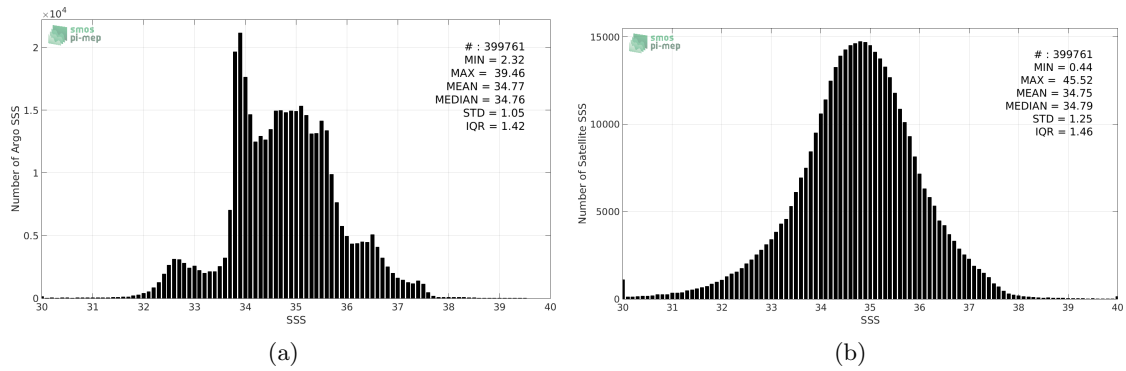 ×10⁴
smos
pi-mep
# : 399761
MIN = 2.32
MAX = 39.46
MEAN = 34.77
MEDIAN = 34.76
STD = 1.05
IQR = 1.42
Number of Argo SSS
2
1.5
1
0.5
0
30 31 32 33 34 35 36 37 38 39 40
SSS
(a)
smos
pi-mep
# : 399761
MIN = 0.44
MAX = 45.52
MEAN = 34.75
MEDIAN = 34.79
STD = 1.25
IQR = 1.46
Number of Satellite SSS
15000
10000
5000
0
30 31 32 33 34 35 36 37 38 39 40
SSS
(b)